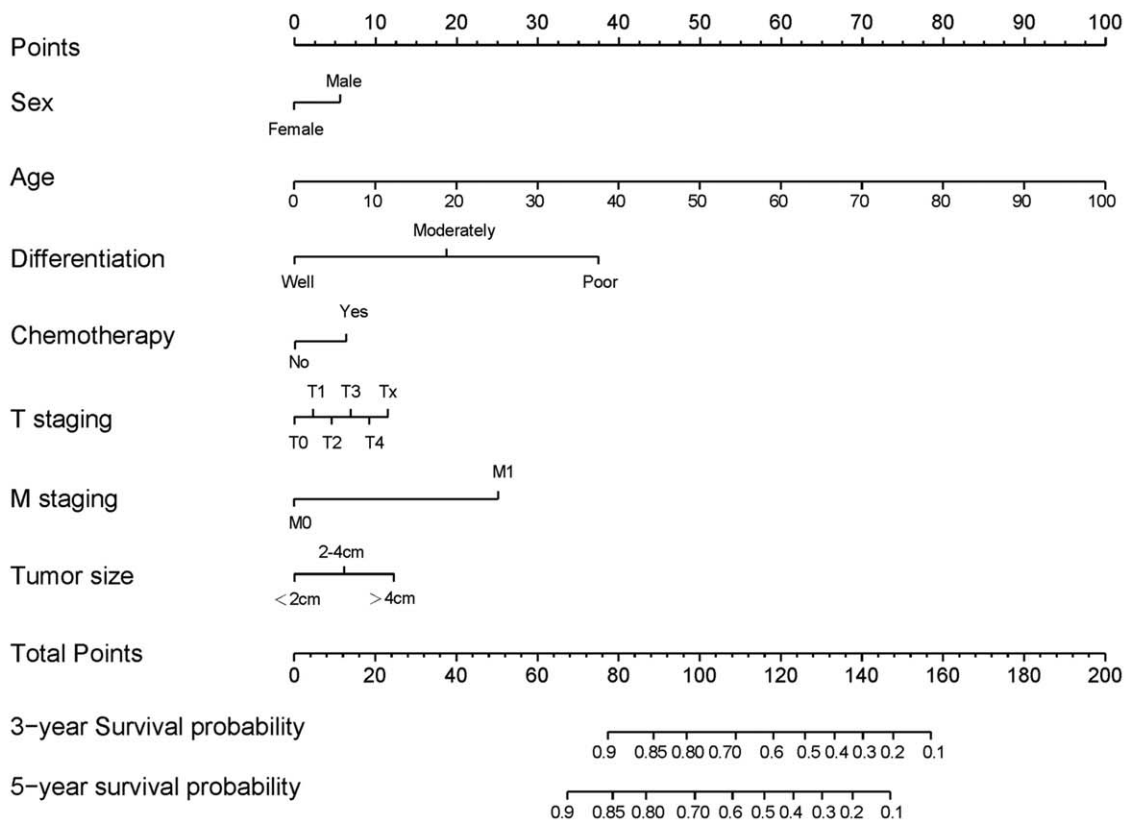 0 10 20 30 40 50 60 70 80 90 100
Points
Male
Sex
Female
Age
0 10 20 30 40 50 60 70 80 90 100
Moderately
Differentiation
Well Poor
Yes
Chemotherapy
No
T1 T3 Tx
T staging
T0 T2 T4
M1
M staging
M0
2-4cm
Tumor size
<2cm >4cm
Total Points
0 20 40 60 80 100 120 140 160 180 200
3-year Survival probability
0.9 0.85 0.80 0.70 0.6 0.5 0.4 0.3 0.2 0.1
5-year survival probability
0.9 0.85 0.80 0.70 0.6 0.5 0.4 0.3 0.2 0.1